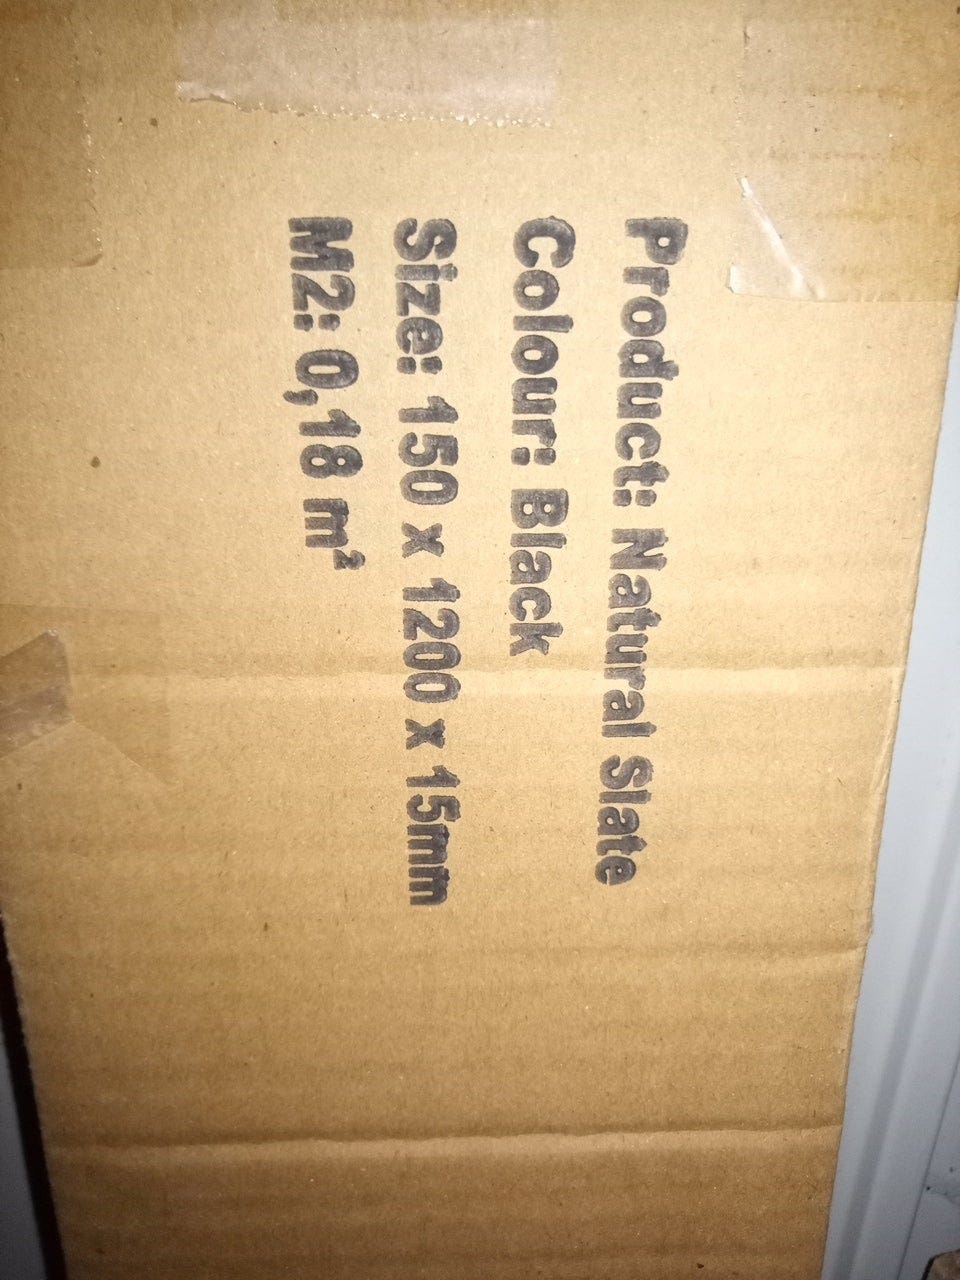 Product: Natural Slate
Colour: Black
Size: 150 x 1200 x 15mm
M2: 0,18 m²